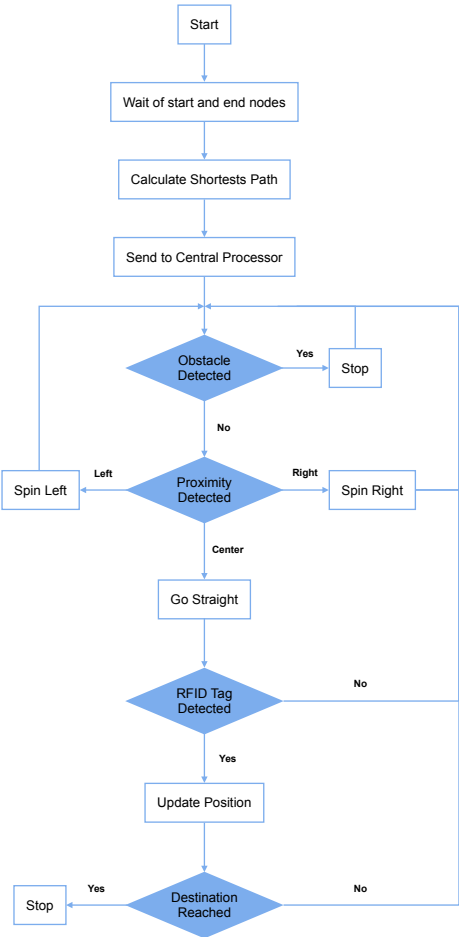 Start
Wait of start and end nodes
Calculate Shortests Path
Send to Central Processor
Obstacle
Detected
Yes
Stop
No
Left
Proximity
Detected
Right
Spin Left
Spin Right
Center
Go Straight
RFID Tag
Detected
No
Yes
Update Position
Yes
Destination
Reached
No
Stop